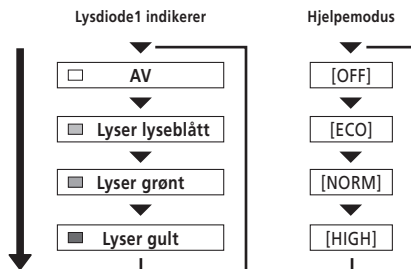 Lysdiode1 indikerer
Hjelpemodus
AV
[OFF]
Lyser lyseblått
[ECO]
Lyser grønt
[NORM]
Lyser gult
[HIGH]